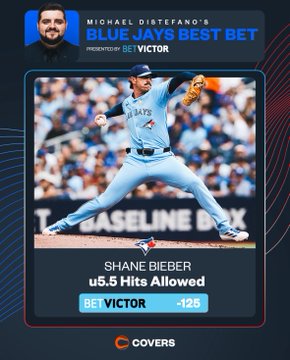 MICHAEL DISTEFANO'S
BLUE JAYS BEST BET
PRESENTED BY BETVICTOR
BASELINE BOX
SHANE BIEBER
u5.5 Hits Allowed
BETVICTOR -125
COVERS